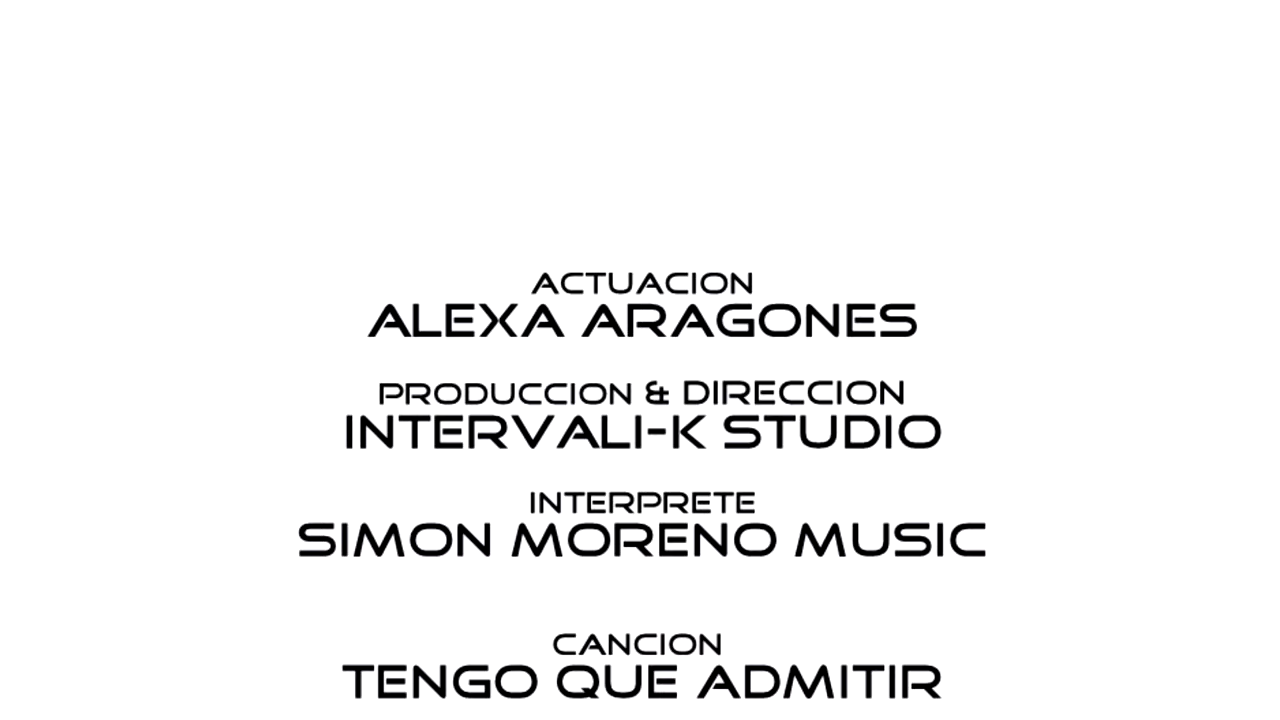 ACTUACION
ALEXA ARAGONES
PRODUCCION & DIRECCION
INTERVALI-K STUDIO
INTERPRETE
SIMON MORENO MUSIC
CANCION
TENGO QUE ADMITIR